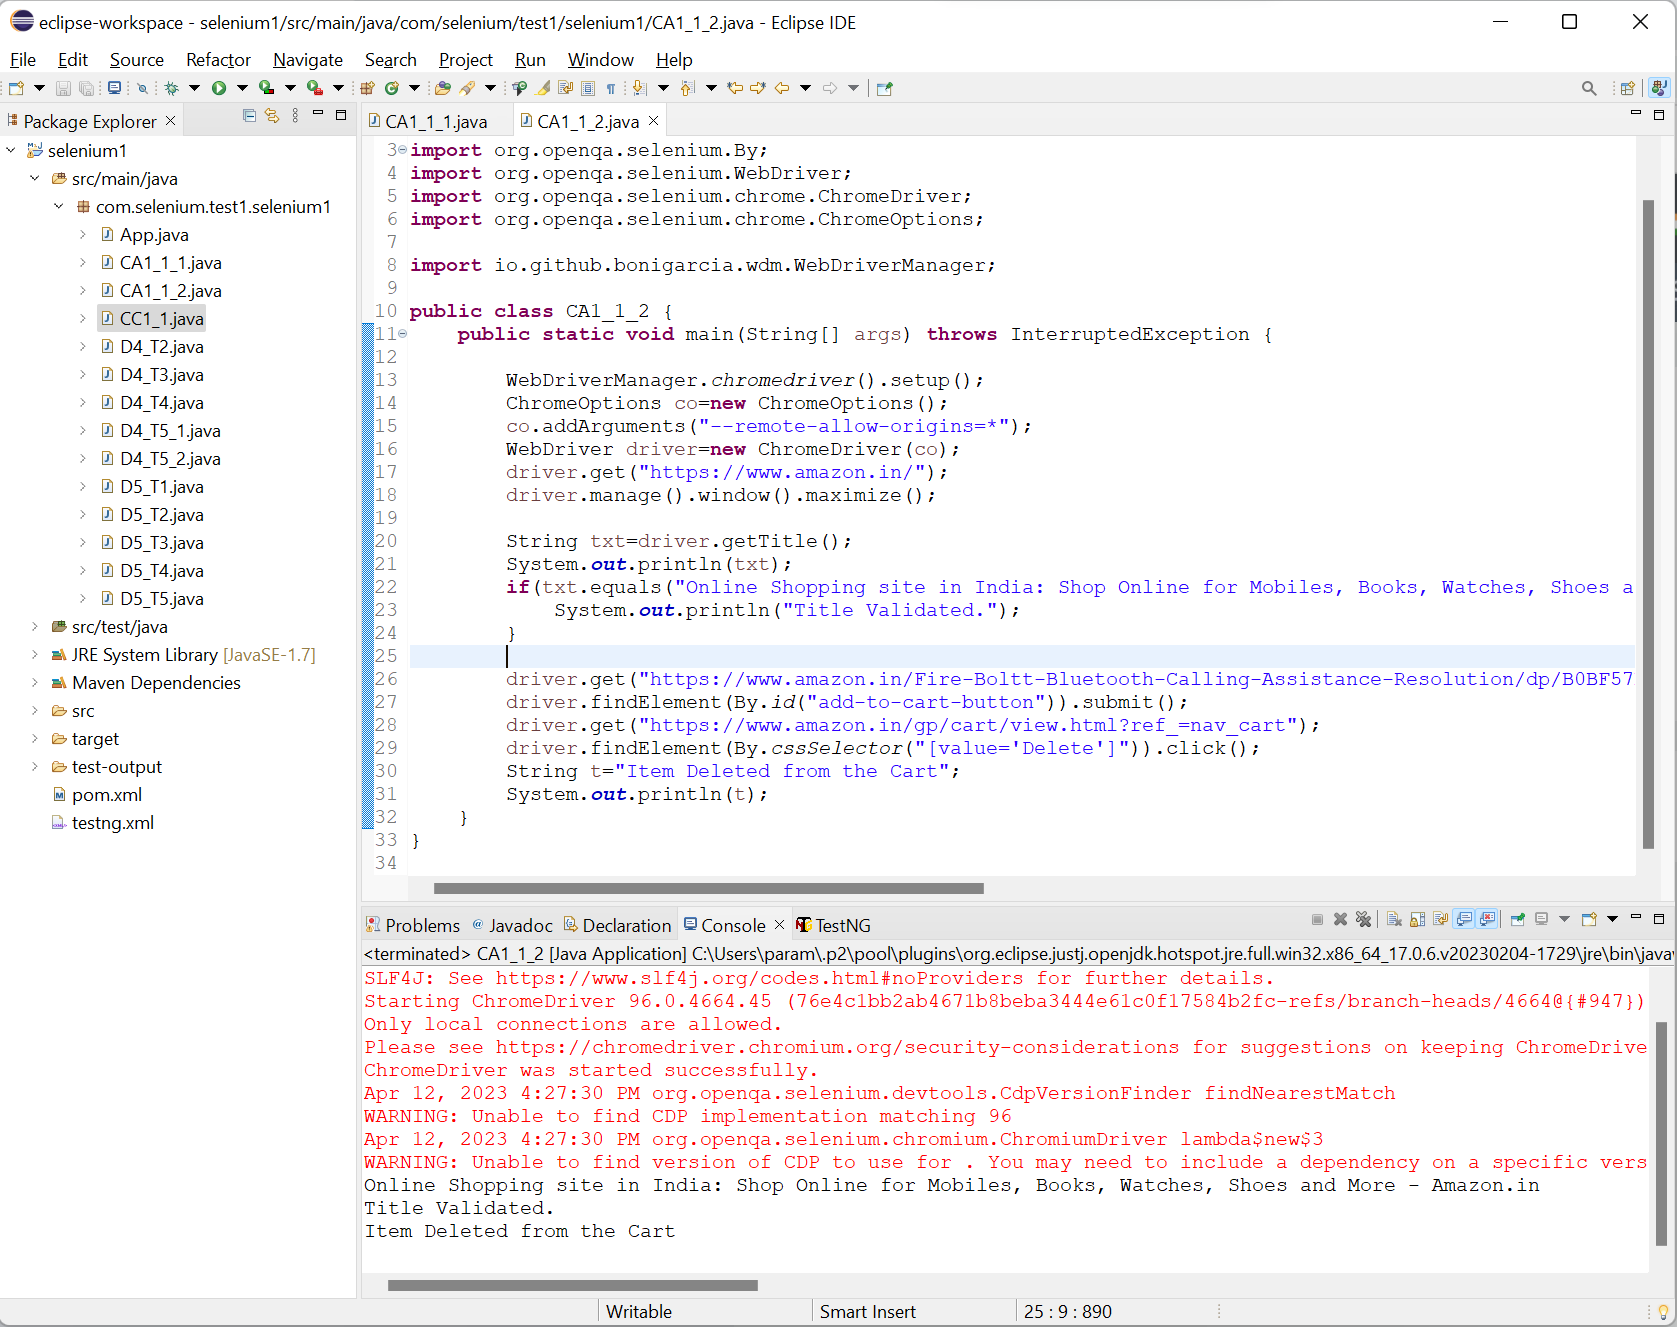 eclipse-workspace - selenium1/src/main/java/com/selenium/test1/selenium1/CA1_1_2.java - Eclipse IDE
File Edit Source Refactor Navigate Search Project Run Window Help
Package Explorer
selenium1
src/main/java
com.selenium.test1.selenium1
App.java
CA1_1_1.java
CA1_1_2.java
CC1_1.java
D4_T2.java
D4_T3.java
D4_T4.java
D4_T5_1.java
D4_T5_2.java
D5_T1.java
D5_T2.java
D5_T3.java
D5_T4.java
D5_T5.java
src/test/java
JRE System Library [JavaSE-1.7]
Maven Dependencies
src
target
test-output
pom.xml
testng.xml
CA1_1_1.java CA1_1_2.java
3 import org.openqa.selenium.By;
4 import org.openqa.selenium.WebDriver;
5 import org.openqa.selenium.chrome.ChromeDriver;
6 import org.openqa.selenium.chrome.ChromeOptions;
7
8 import io.github.bonigarcia.wdm.WebDriverManager;
9
10 public class CA1_1_2 {
11 public static void main(String[] args) throws InterruptedException {
12
13 WebDriverManager.chromedriver().setup();
14 ChromeOptions co=new ChromeOptions();
15 co.addArguments("--remote-allow-origins=*");
16 WebDriver driver=new ChromeDriver(co);
17 driver.get("https://www.amazon.in/");
18 driver.manage().window().maximize();
19
20 String txt=driver.getTitle();
21 System.out.println(txt);
22 if(txt.equals("Online Shopping site in India: Shop Online for Mobiles, Books, Watches, Shoes a
23 System.out.println("Title Validated.");
24 }
25
26 driver.get("https://www.amazon.in/Fire-Boltt-Bluetooth-Calling-Assistance-Resolution/dp/B0BF57
27 driver.findElement(By.id("add-to-cart-button")).submit();
28 driver.get("https://www.amazon.in/gp/cart/view.html?ref_=nav_cart");
29 driver.findElement(By.cssSelector("[value='Delete']")).click();
30 String t="Item Deleted from the Cart";
31 System.out.println(t);
32 }
33 }
34
Problems Javadoc Declaration Console TestNG
<terminated> CA1_1_2 [Java Application] C:\Users\param\.p2\pool\plugins\org.eclipse.justj.openjdk.hotspot.jre.full.win32.x86_64_17.0.6.v20230204-1729\jre\bin\java
SLF4J: See https://www.slf4j.org/codes.html#noProviders for further details.
Starting ChromeDriver 96.0.4664.45 (76e4c1bb2ab4671b8beba3444e61c0f17584b2fc-refs/branch-heads/4664@{#947})
Only local connections are allowed.
Please see https://chromedriver.chromium.org/security-considerations for suggestions on keeping ChromeDrive
ChromeDriver was started successfully.
Apr 12, 2023 4:27:30 PM org.openqa.selenium.devtools.CdpVersionFinder findNearestMatch
WARNING: Unable to find CDP implementation matching 96
Apr 12, 2023 4:27:30 PM org.openqa.selenium.chromium.ChromiumDriver lambda$new$3
WARNING: Unable to find version of CDP to use for . You may need to include a dependency on a specific vers
Online Shopping site in India: Shop Online for Mobiles, Books, Watches, Shoes and More - Amazon.in
Title Validated.
Item Deleted from the Cart
Writable Smart Insert 25 : 9 : 890